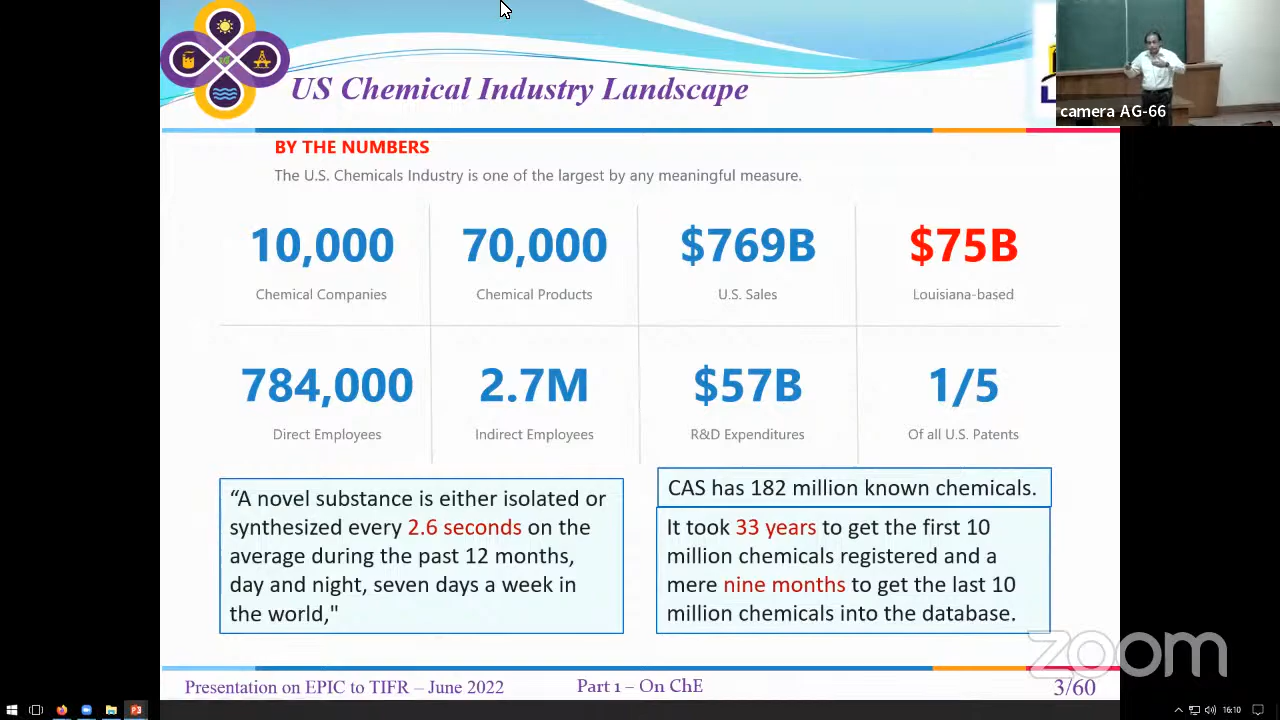 US Chemical Industry Landscape
camera AG-66
BY THE NUMBERS
The U.S. Chemicals Industry is one of the largest by any meaningful measure.
10,000
Chemical Companies
70,000
Chemical Products
$769B
U.S. Sales
$75B
Louisiana-based
784,000
Direct Employees
2.7M
Indirect Employees
$57B
R&D Expenditures
1/5
Of all U.S. Patents
“A novel substance is either isolated or
synthesized every 2.6 seconds on the
average during the past 12 months,
day and night, seven days a week in
the world,"
CAS has 182 million known chemicals.
It took 33 years to get the first 10
million chemicals registered and a
mere nine months to get the last 10
million chemicals into the database.
zoom
Presentation on EPIC to TIFR – June 2022
Part 1 – On ChE
3/60
16:10